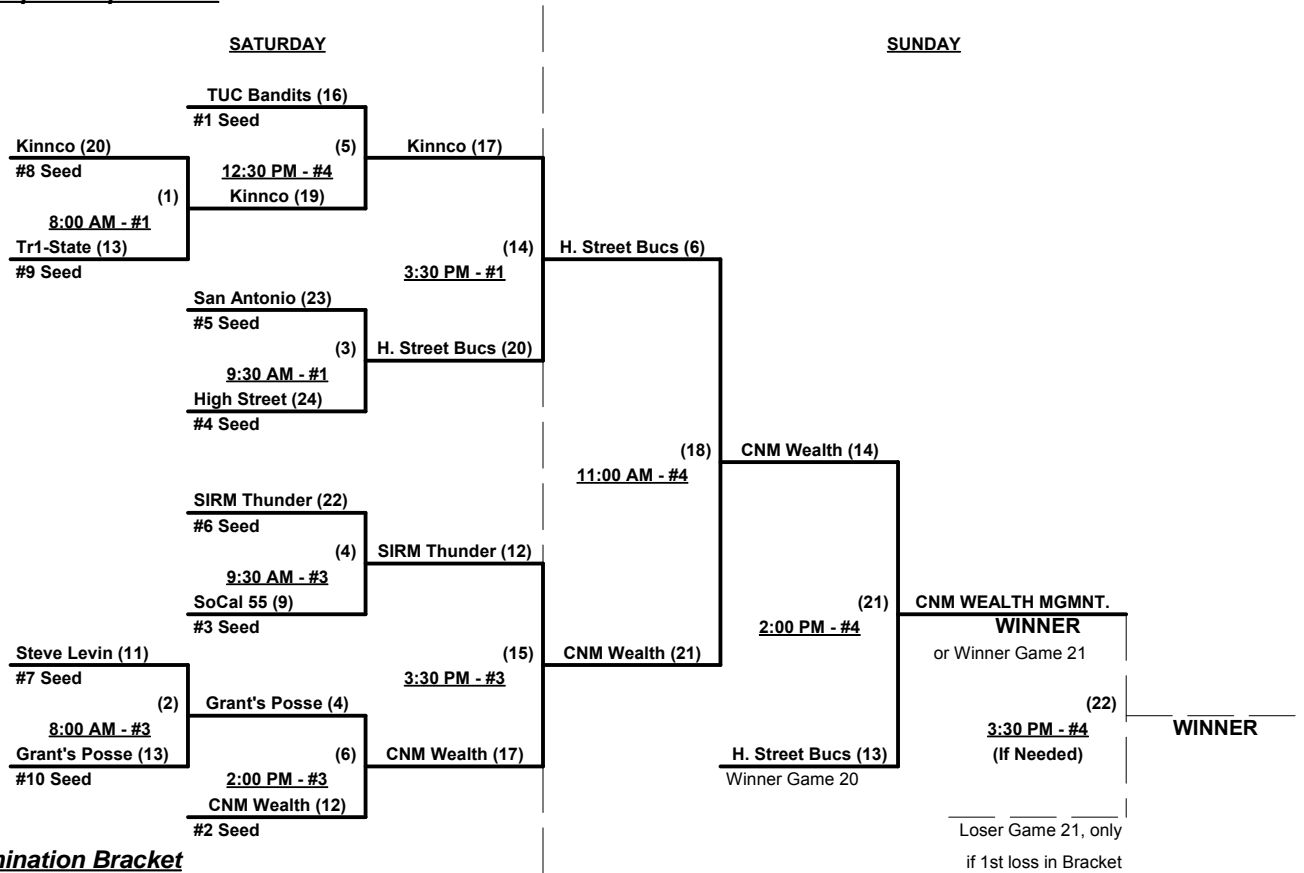 SATURDAY
SUNDAY
TUC Bandits (16)
#1 Seed
Kinnco (20)
(5)
Kinnco (17)
#8 Seed
12:30 PM - #4
(1)
Kinnco (19)
8:00 AM - #1
Tr1-State (13)
(14)
H. Street Bucs (6)
#9 Seed
3:30 PM - #1
San Antonio (23)
#5 Seed
(3)
H. Street Bucs (20)
9:30 AM - #1
High Street (24)
#4 Seed
(18)
CNM Wealth (14)
11:00 AM - #4
SIRM Thunder (22)
#6 Seed
(4)
SIRM Thunder (12)
9:30 AM - #3
SoCal 55 (9)
(21)
CNM WEALTH MGMNT.
#3 Seed
2:00 PM - #4
WINNER
Steve Levin (11)
(15)
CNM Wealth (21)
or Winner Game 21
#7 Seed
3:30 PM - #3
(2)
Grant's Posse (4)
(22)
8:00 AM - #3
3:30 PM - #4
WINNER
Grant's Posse (13)
(6)
CNM Wealth (17)
H. Street Bucs (13)
(If Needed)
#10 Seed
2:00 PM - #3
Winner Game 20
CNM Wealth (12)
#2 Seed
Loser Game 21, only
mination Bracket
if 1st loss in Bracket